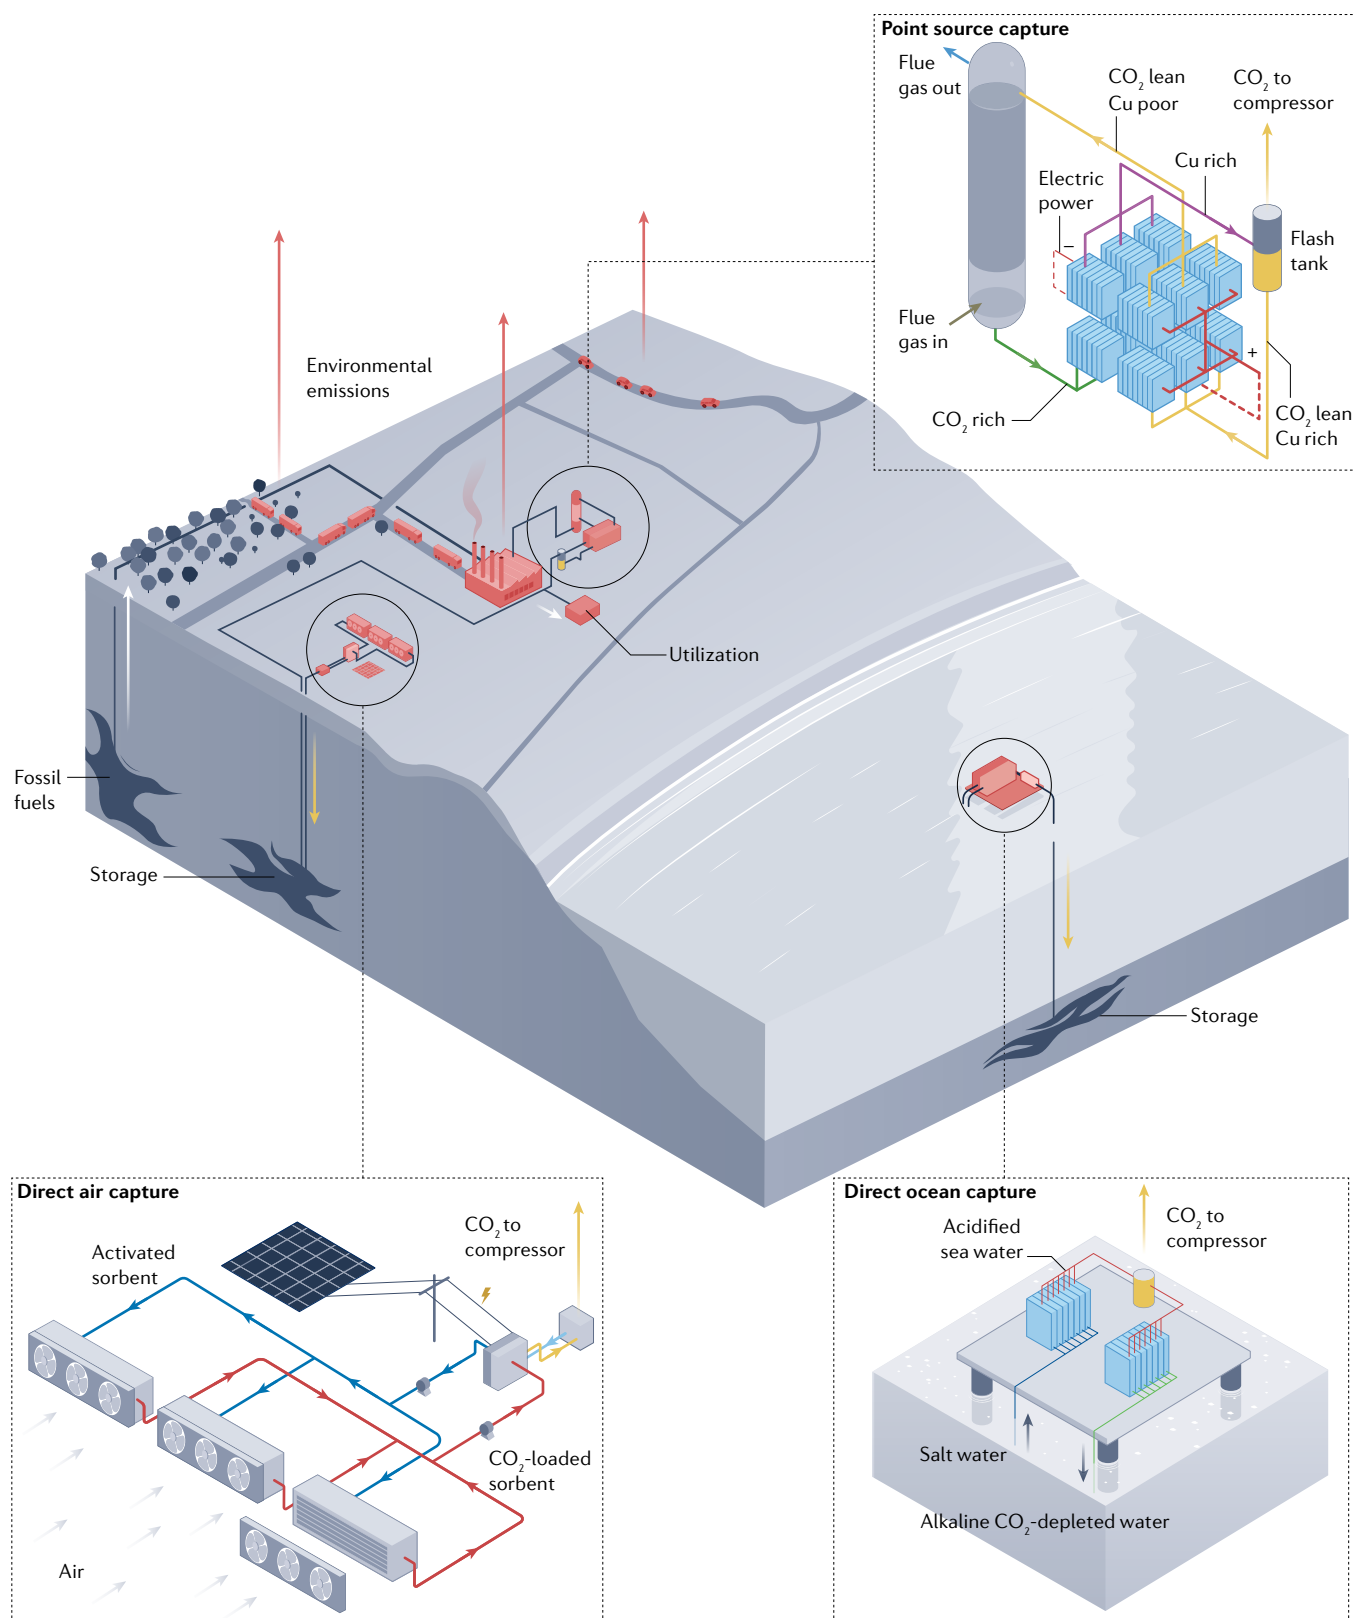 Point source capture
Flue
gas out
CO₂ lean
Cu poor
CO₂ to
compressor
Cu rich
Electric
power
−
Flash
tank
Flue
gas in
+
CO₂ rich
CO₂ lean
Cu rich
Environmental
emissions
Utilization
Fossil
fuels
Storage
Storage
Direct air capture
Activated
sorbent
CO₂ to
compressor
CO₂-loaded
sorbent
Air
Direct ocean capture
Acidified
sea water
CO₂ to
compressor
Salt water
Alkaline CO₂-depleted water